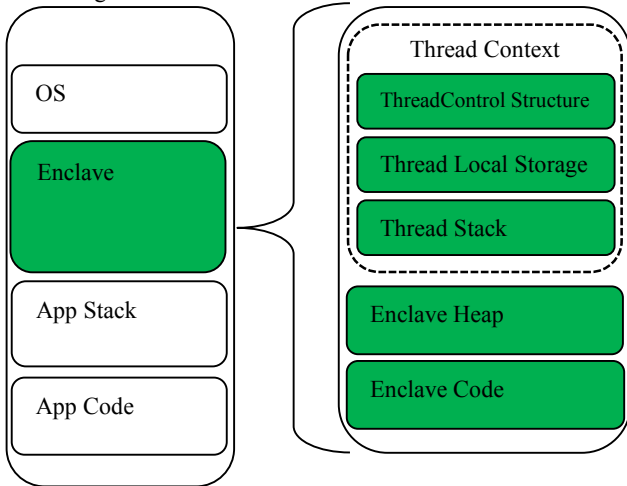 OS
Enclave
App Stack
App Code
Thread Context
ThreadControl Structure
Thread Local Storage
Thread Stack
Enclave Heap
Enclave Code